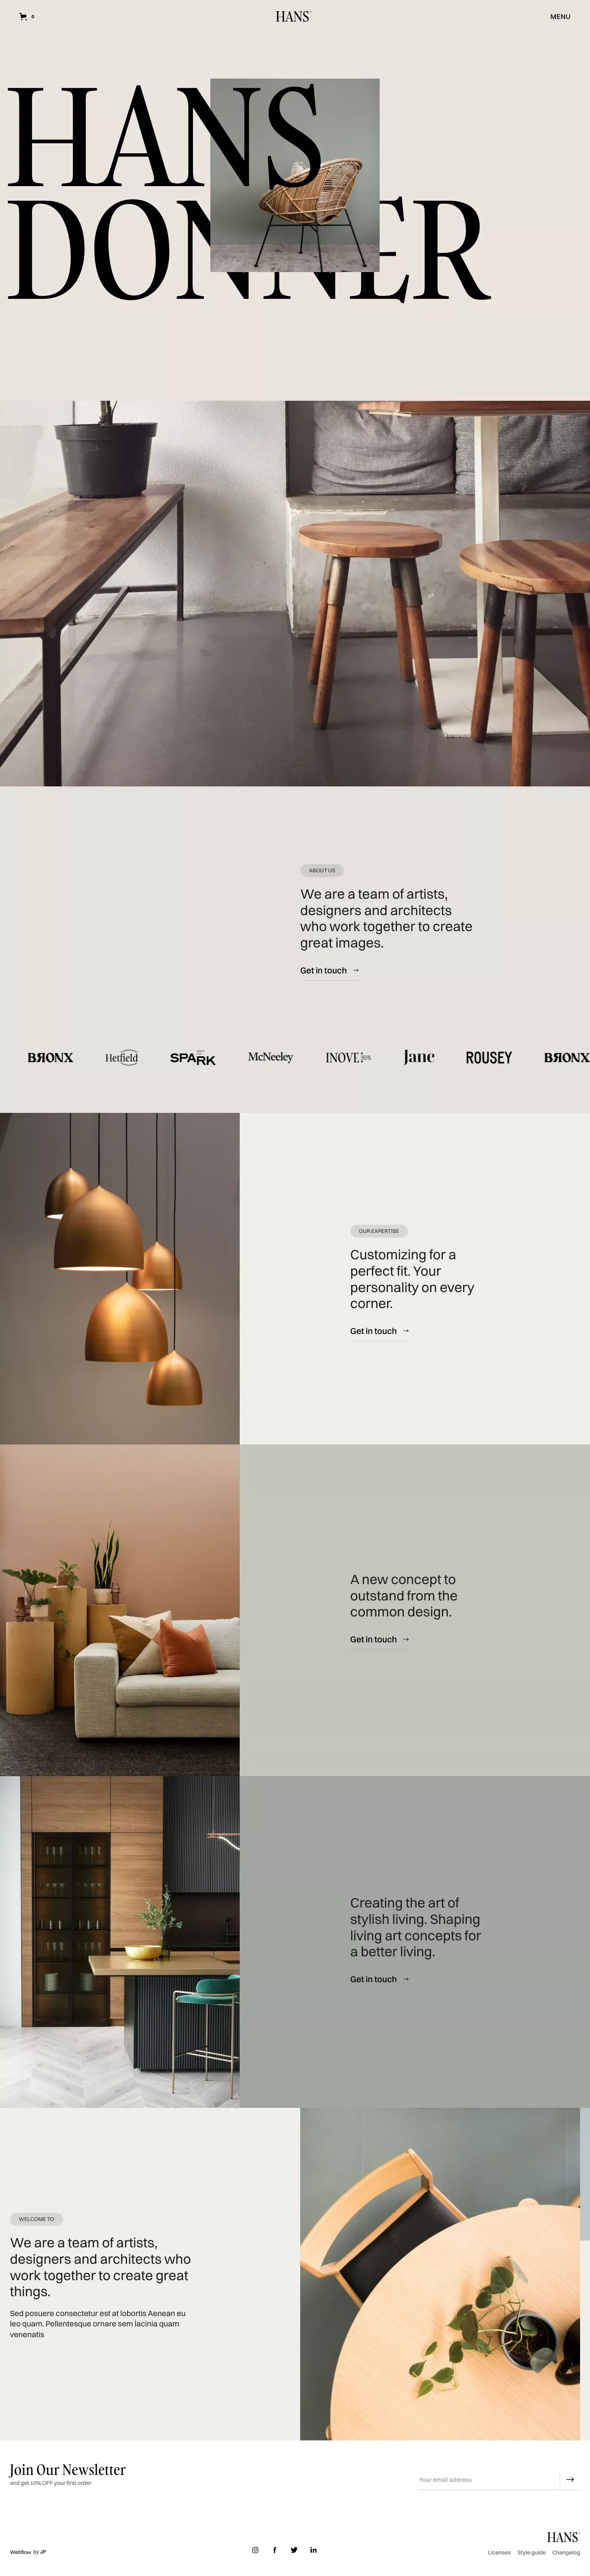 0
HANS
MENU
HANS
DONNER
ABOUT US
We are a team of artists,
designers and architects
who work together to create
great images.
Get in touch →
BRONX Hetfield SPARK McNeeley INOVE! Jane ROUSEY BRONX
OUR EXPERTISE
Customizing for a
perfect fit. Your
personality on every
corner.
Get in touch →
A new concept to
outstand from the
common design.
Get in touch →
Creating the art of
stylish living. Shaping
living art concepts for
a better living.
Get in touch →
WELCOME TO
We are a team of artists,
designers and architects who
work together to create great
things.
Sed posuere consectetur est at lobortis Aenean eu
leo quam. Pellentesque ornare sem lacinia quam
venenatis
Join Our Newsletter
and get 10% OFF your first order
Your email address
→
HANS
Webflow by JP
Licenses Style guide Changelog